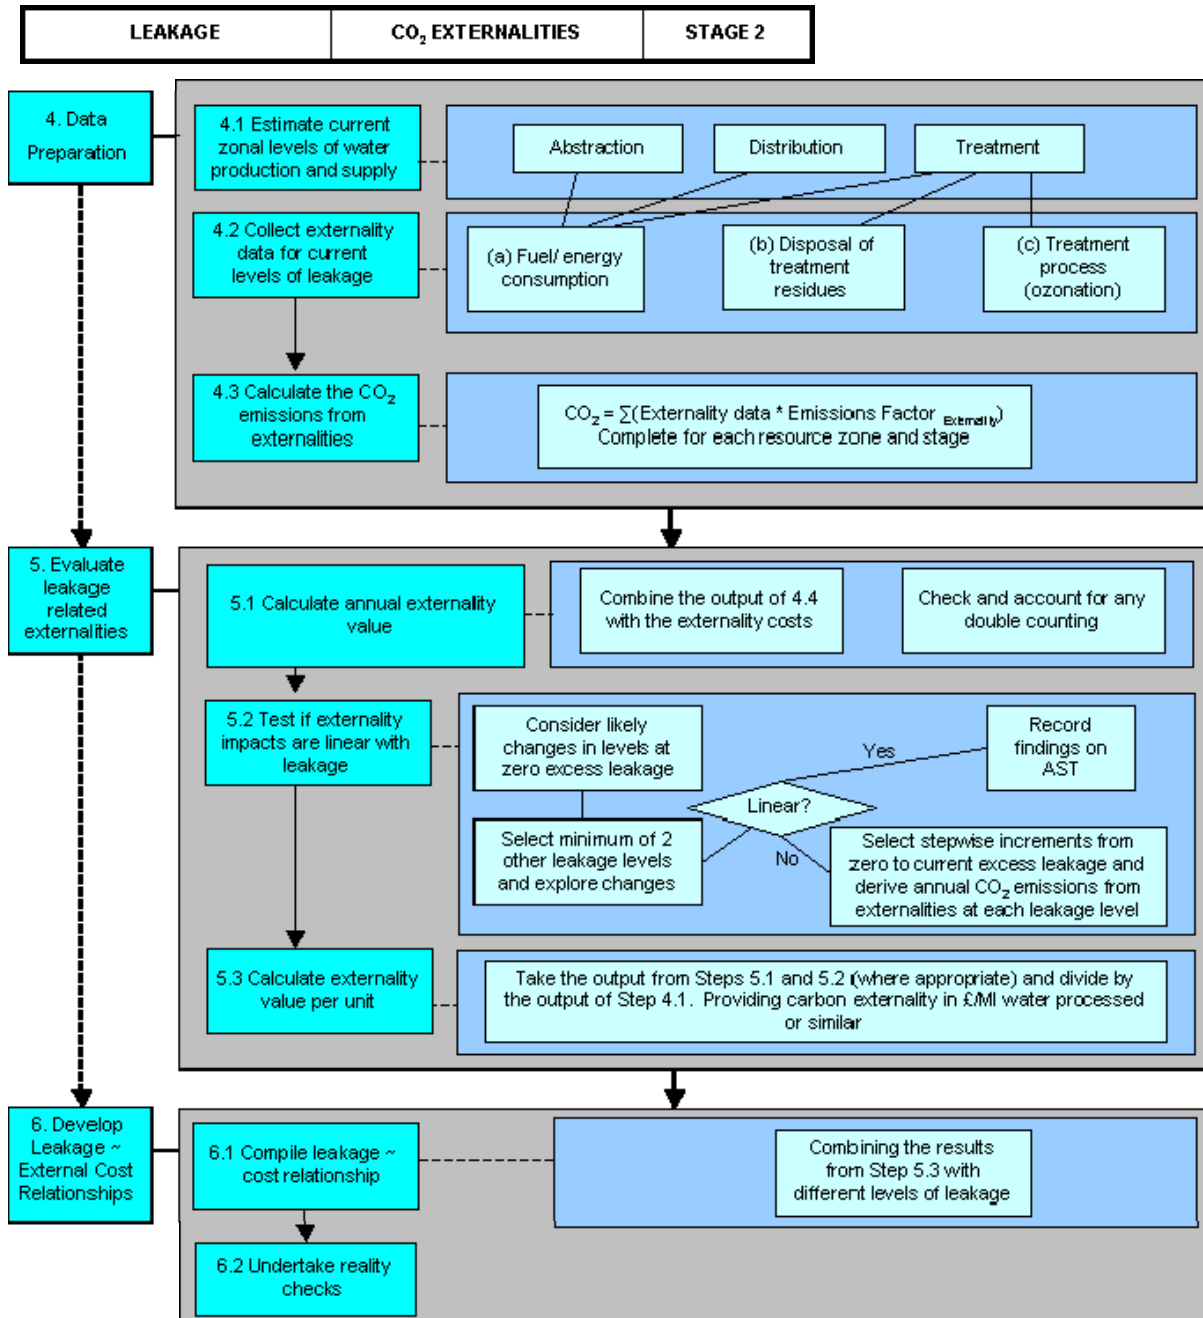 LEAKAGE
CO₂ EXTERNALITIES
STAGE 2
4. Data
Preparation
4.1 Estimate current
zonal levels of water
production and supply
Abstraction
Distribution
Treatment
4.2 Collect externality
data for current
levels of leakage
(a) Fuel/ energy
consumption
(b) Disposal of
treatment
residues
(c) Treatment
process
(ozonation)
4.3 Calculate the CO₂
emissions from
externalities
CO₂ = ∑(Externality data * Emissions Factor Externality)
Complete for each resource zone and stage
5. Evaluate
leakage
related
externalities
5.1 Calculate annual externality
value
Combine the output of 4.4
with the externality costs
Check and account for any
double counting
5.2 Test if externality
impacts are linear with
leakage
Consider likely
changes in levels at
zero excess leakage
Yes
Record
findings on
AST
Linear?
Select minimum of 2
other leakage levels
and explore changes
No
Select stepwise increments from
zero to current excess leakage and
derive annual CO₂ emissions from
externalities at each leakage level
5.3 Calculate externality
value per unit
Take the output from Steps 5.1 and 5.2 (where appropriate) and divide by
the output of Step 4.1.  Providing carbon externality in £/Ml water processed
or similar
6. Develop
Leakage ~
External Cost
Relationships
6.1 Compile leakage ~
cost relationship
Combining the results
from Step 5.3 with
different levels of leakage
6.2 Undertake reality
checks